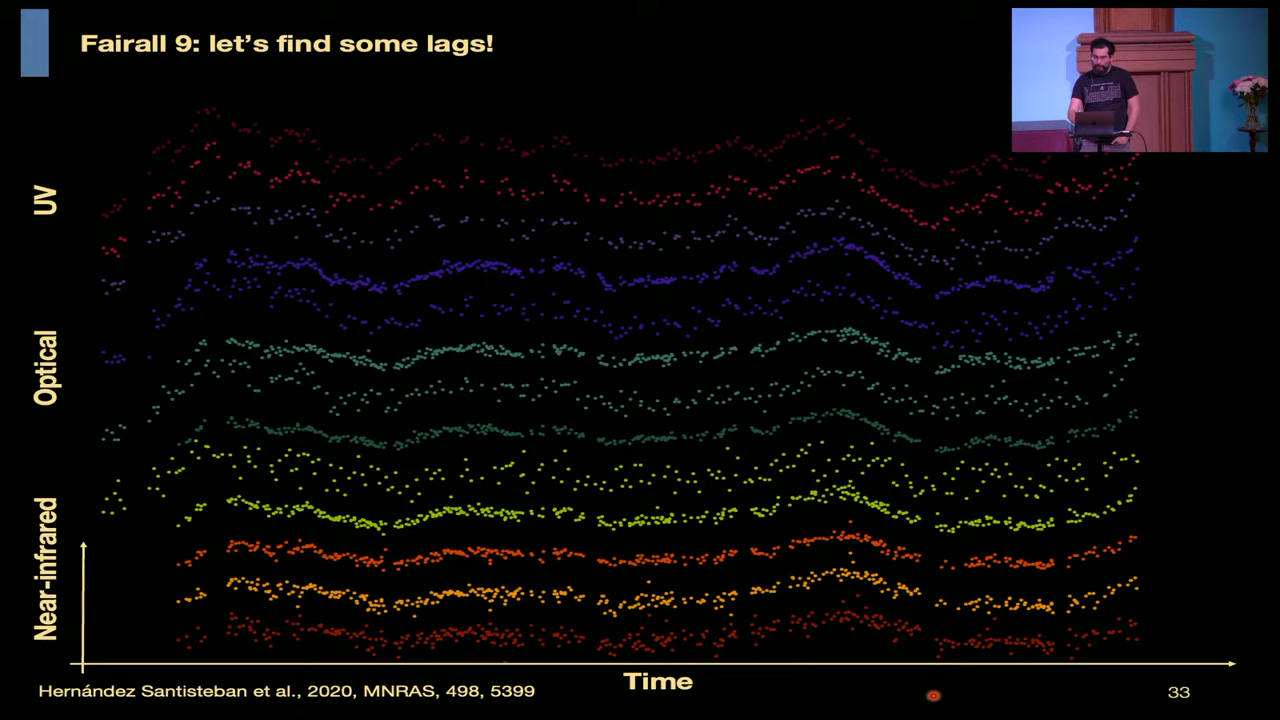 Fairall 9: let's find some lags!
UV
Optical
Near-infrared
Time
Hernández Santisteban et al., 2020, MNRAS, 498, 5399
33